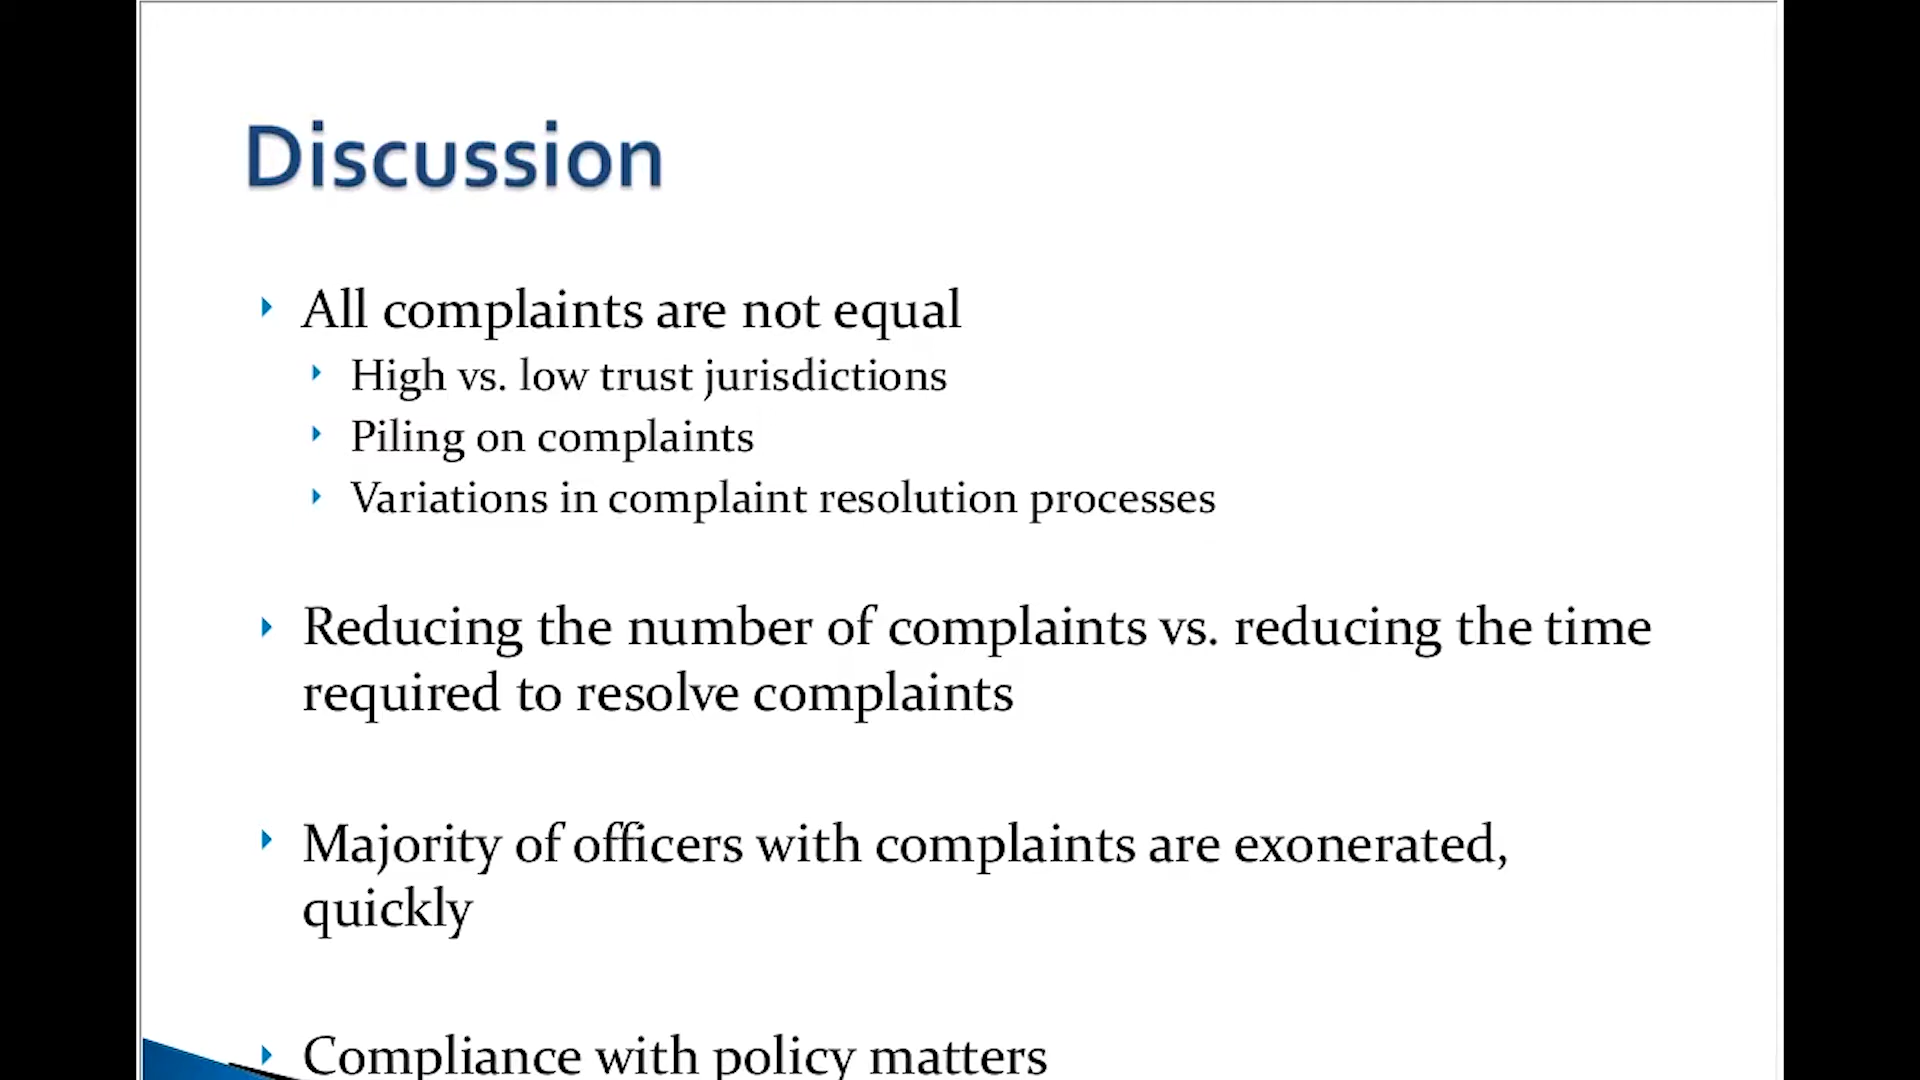 Discussion
All complaints are not equal
High vs. low trust jurisdictions
Piling on complaints
Variations in complaint resolution processes
Reducing the number of complaints vs. reducing the time
required to resolve complaints
Majority of officers with complaints are exonerated,
quickly
Compliance with policy matters